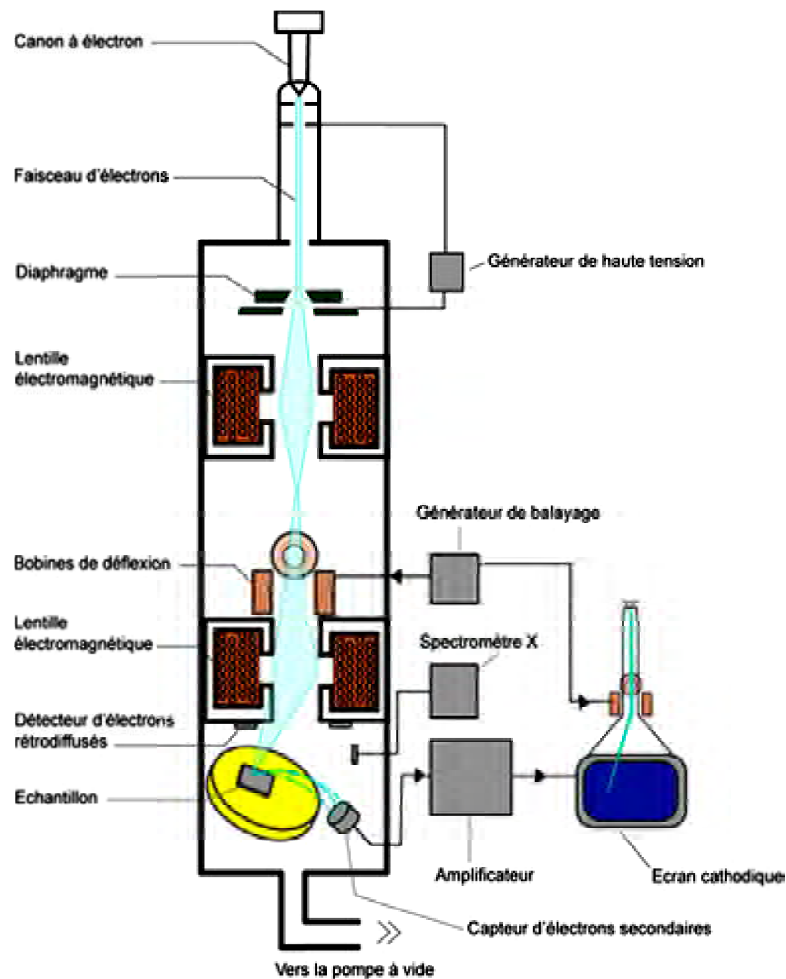 Canon à électron
Faisceau d'électrons
Diaphragme
Générateur de haute tension
Lentille
électromagnétique
Générateur de balayage
Bobines de déflexion
Lentille
électromagnétique
Spectromètre X
Détecteur d'électrons
rétrodiffusés
Echantillon
Amplificateur
Ecran cathodique
Capteur d'électrons secondaires
Vers la pompe à vide